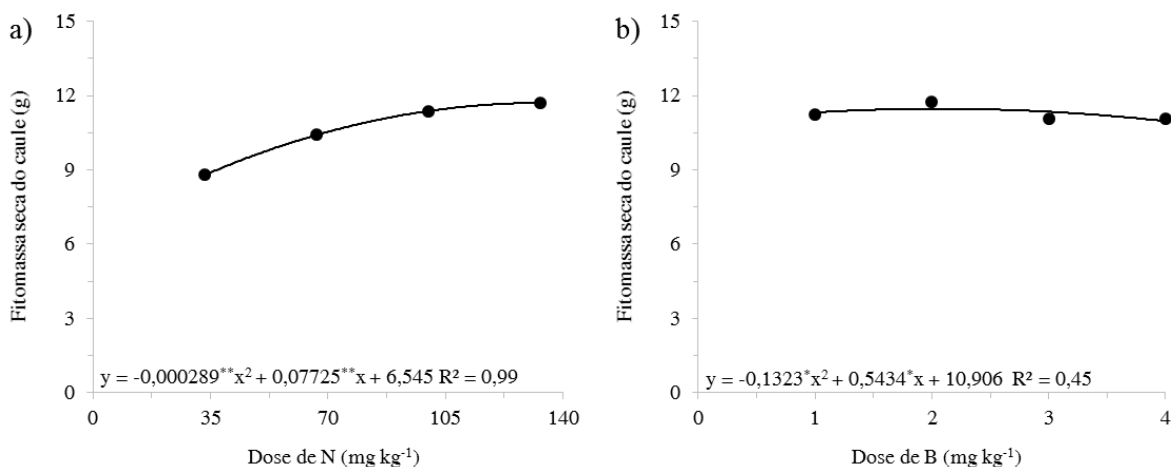 a)
Fitomassa seca do caule (g)
15
12
9
6
3
0
y = -0,000289**x² + 0,07725**x + 6,545 R² = 0,99
0 35 70 105 140
Dose de N (mg kg⁻¹)
b)
Fitomassa seca do caule (g)
15
12
9
6
3
0
y = -0,1323*x² + 0,5434*x + 10,906 R² = 0,45
0 1 2 3 4
Dose de B (mg kg⁻¹)